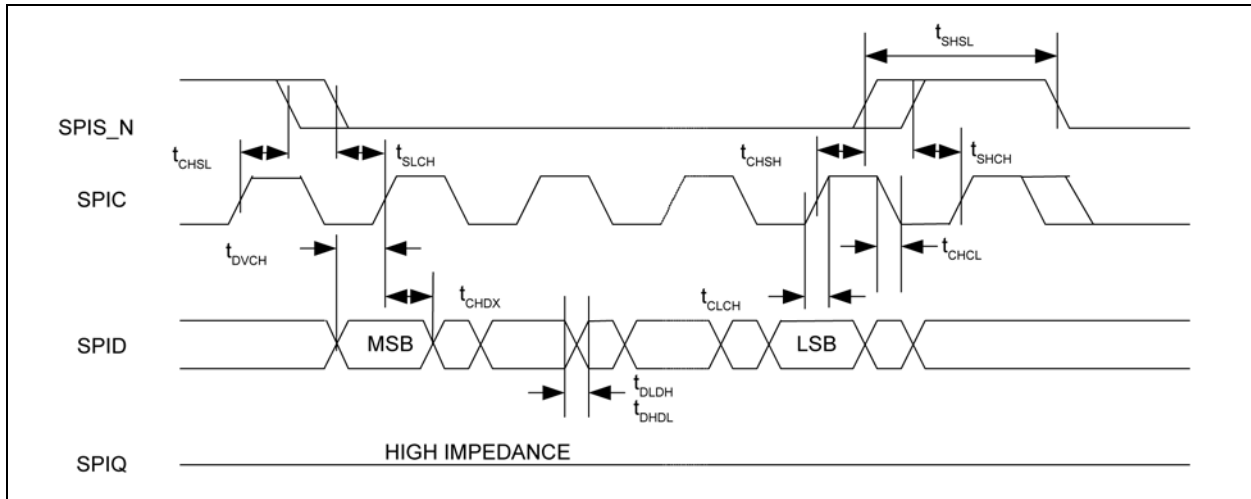 tSHSL
SPIS_N
tCHSL
tSLCH
tCHSH
tSHCH
SPIC
tDVCH
tCHCL
tCHDX
tCLCH
SPID
MSB
LSB
tDLDH
tDHDL
HIGH IMPEDANCE
SPIQ